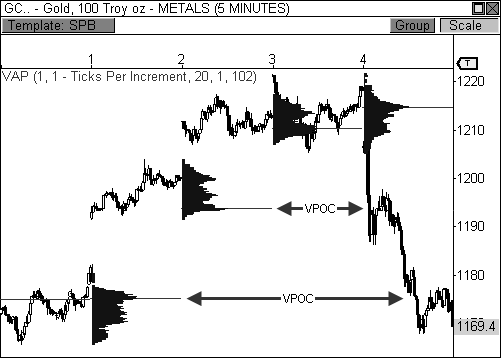 GC.. - Gold, 100 Troy oz - METALS (5 MINUTES)
Template: SPB Group Scale
1 2 3 4
VAP (1, 1 - Ticks Per Increment, 20, 1, 102)
T
1220
1210
1200
VPOC
1190
1180
VPOC
1169.4